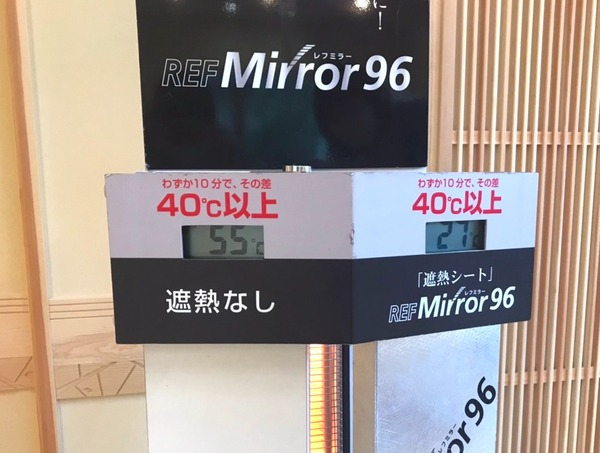 に!
レフミラー
REF Mirror 96
わずか10分で、その差
40℃以上
55℃
遮熱なし
わずか10分で、その差
40℃以上
27℃
「遮熱シート」
レフミラー
REF Mirror 96
Mirror 96